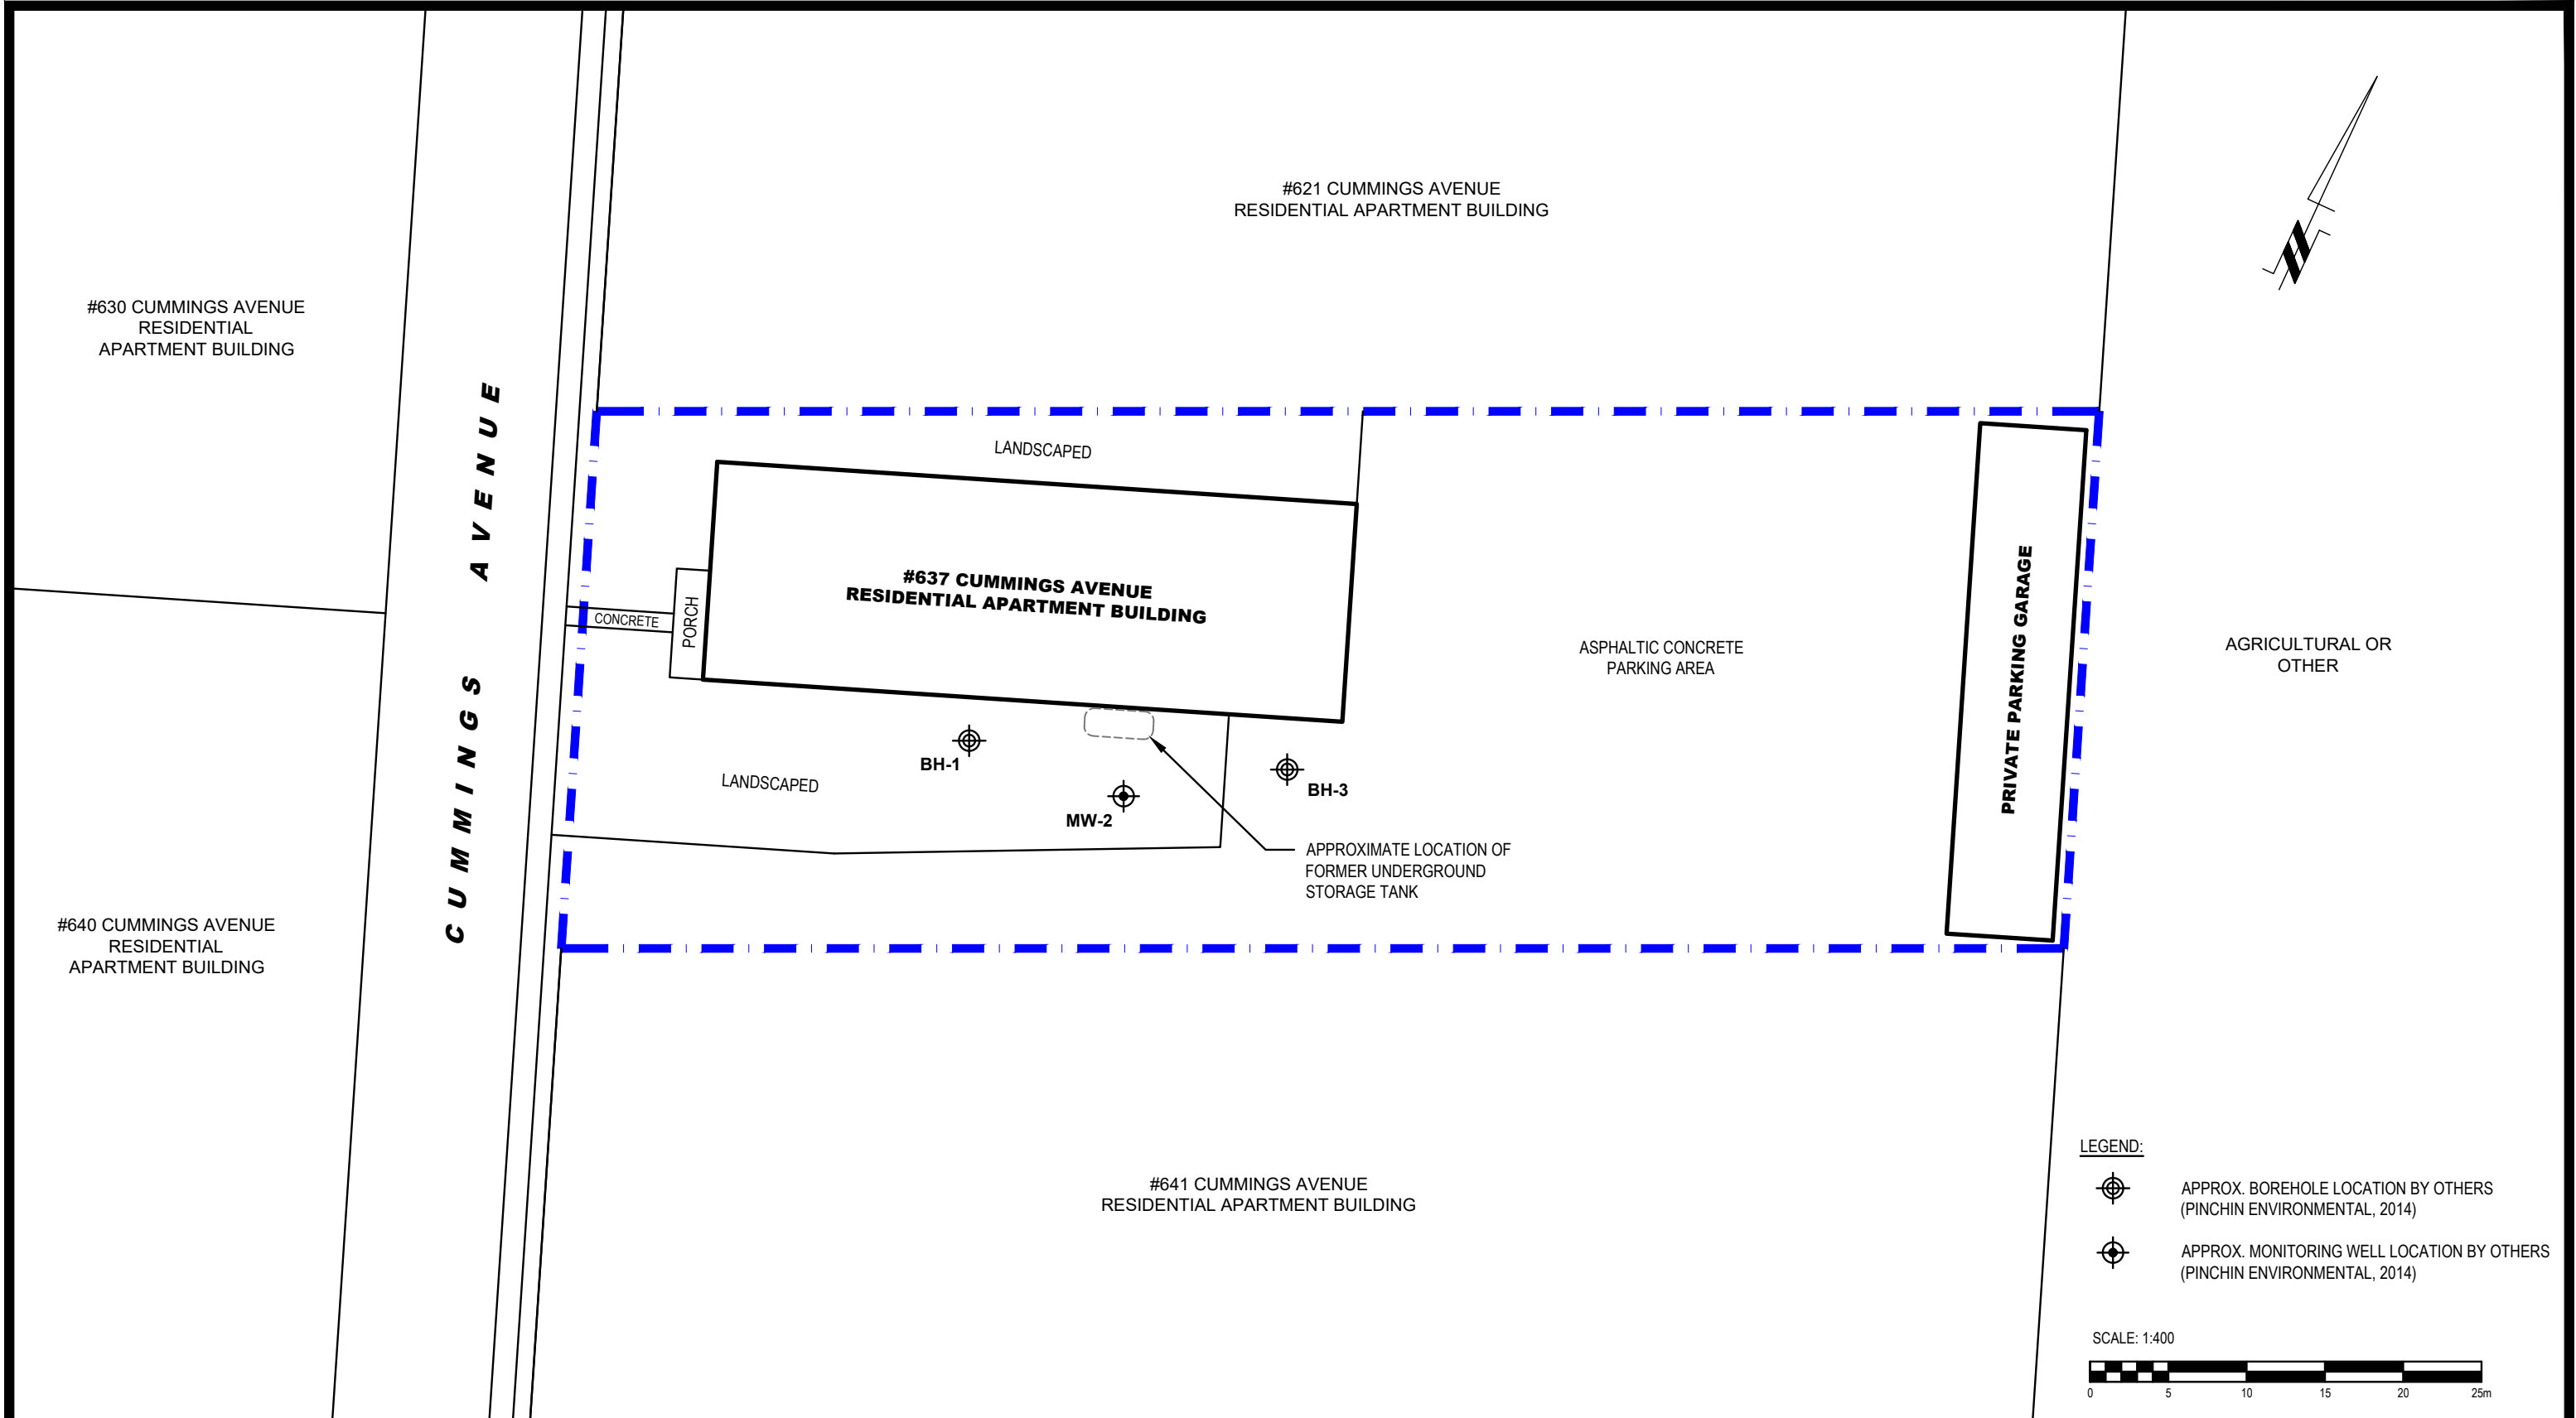 #621 CUMMINGS AVENUE
RESIDENTIAL APARTMENT BUILDING
#630 CUMMINGS AVENUE
RESIDENTIAL
APARTMENT BUILDING
CUMMINGS AVENUE
LANDSCAPED
#637 CUMMINGS AVENUE
RESIDENTIAL APARTMENT BUILDING
CONCRETE
PORCH
ASPHALTIC CONCRETE
PARKING AREA
PRIVATE PARKING GARAGE
AGRICULTURAL OR
OTHER
BH-1
LANDSCAPED
MW-2
BH-3
APPROXIMATE LOCATION OF
FORMER UNDERGROUND
STORAGE TANK
#640 CUMMINGS AVENUE
RESIDENTIAL
APARTMENT BUILDING
#641 CUMMINGS AVENUE
RESIDENTIAL APARTMENT BUILDING
LEGEND:
APPROX. BOREHOLE LOCATION BY OTHERS
(PINCHIN ENVIRONMENTAL, 2014)
APPROX. MONITORING WELL LOCATION BY OTHERS
(PINCHIN ENVIRONMENTAL, 2014)
SCALE: 1:400
0 5 10 15 20 25m